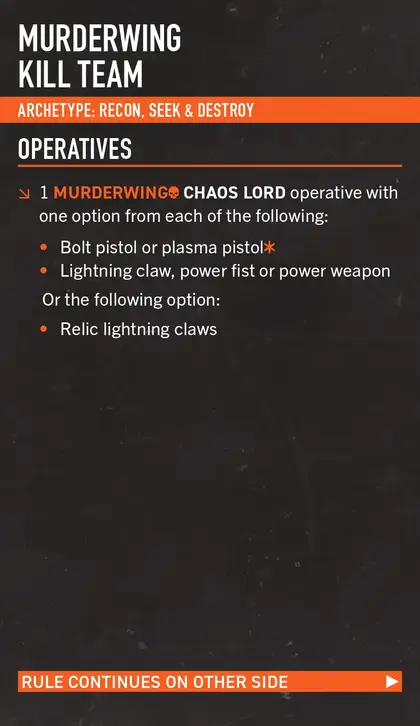 MURDERWING
KILL TEAM
ARCHETYPE: RECON, SEEK & DESTROY
OPERATIVES
↘ 1 MURDERWING💀 CHAOS LORD operative with
one option from each of the following:
• Bolt pistol or plasma pistol*
• Lightning claw, power fist or power weapon
Or the following option:
• Relic lightning claws
RULE CONTINUES ON OTHER SIDE ▶